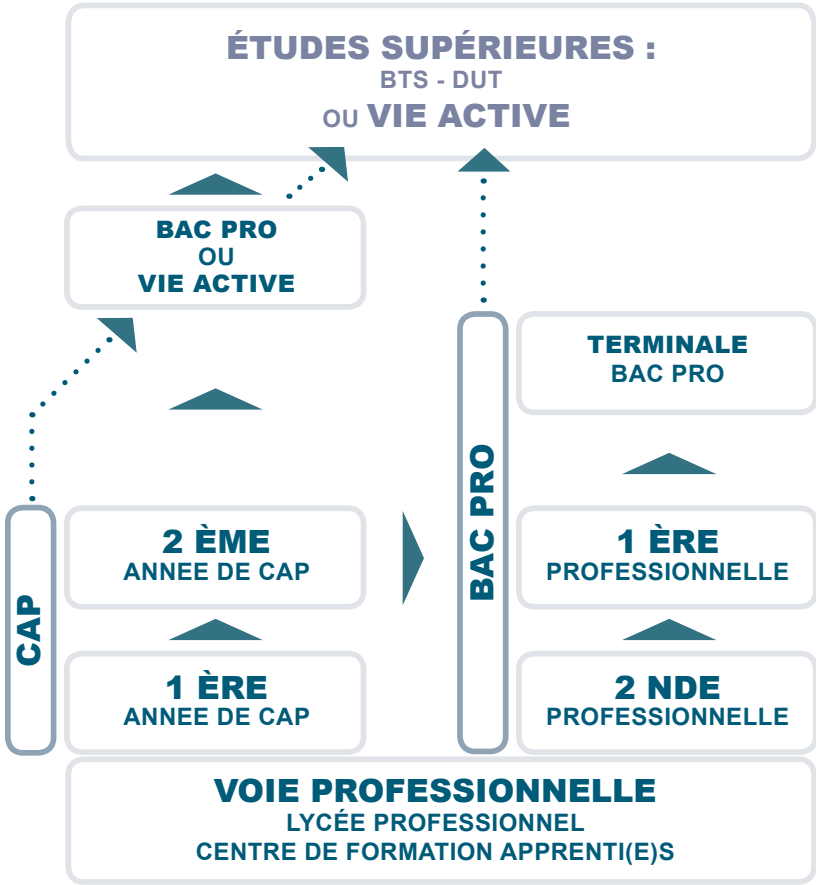 ÉTUDES SUPÉRIEURES :
BTS - DUT
OU VIE ACTIVE
BAC PRO
OU
VIE ACTIVE
TERMINALE
BAC PRO
CAP
2 ÈME
ANNEE DE CAP
BAC PRO
1 ÈRE
PROFESSIONNELLE
1 ÈRE
ANNEE DE CAP
2 NDE
PROFESSIONNELLE
VOIE PROFESSIONNELLE
LYCÉE PROFESSIONNEL
CENTRE DE FORMATION APPRENTI(E)S